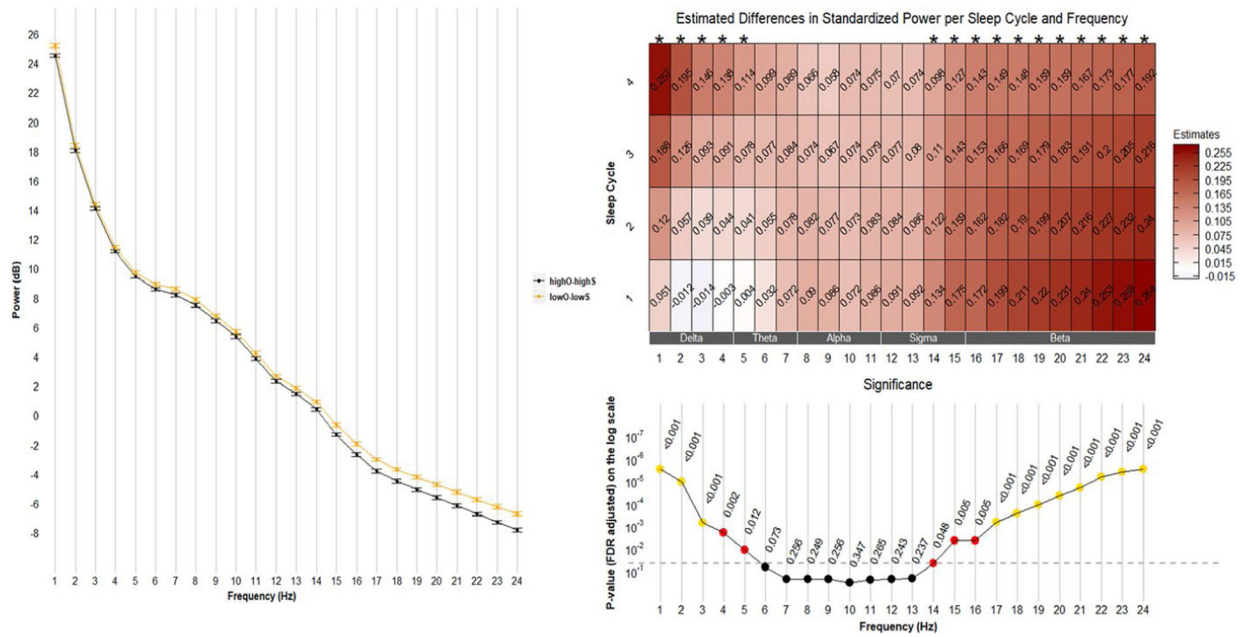 26
24
22
20
18
16
14
12
10
8
6
4
2
0
-2
-4
-6
-8
Power (dB)
1 2 3 4 5 6 7 8 9 10 11 12 13 14 15 16 17 18 19 20 21 22 23 24
Frequency (Hz)
highO-highS
lowO-lowS
Estimated Differences in Standardized Power per Sleep Cycle and Frequency
* * * * * * * * * * * * * * * *
Sleep Cycle
4
0.257 0.195 0.146 0.138 0.114 0.099 0.089 0.066 0.058 0.074 0.075 0.07 0.074 0.098 0.127 0.143 0.149 0.148 0.159 0.159 0.167 0.173 0.177 0.192
3
0.188 0.126 0.093 0.091 0.078 0.077 0.084 0.074 0.067 0.074 0.079 0.077 0.08 0.11 0.143 0.153 0.166 0.169 0.179 0.183 0.191 0.2 0.205 0.216
2
0.12 0.057 0.039 0.044 0.041 0.055 0.078 0.082 0.077 0.073 0.083 0.084 0.086 0.122 0.159 0.162 0.182 0.19 0.199 0.207 0.216 0.227 0.232 0.24
1
0.051 -0.012 -0.014 -0.003 0.004 0.032 0.072 0.09 0.086 0.072 0.086 0.091 0.092 0.134 0.175 0.172 0.199 0.211 0.22 0.231 0.24 0.253 0.259 0.264
Delta Theta Alpha Sigma Beta
1 2 3 4 5 6 7 8 9 10 11 12 13 14 15 16 17 18 19 20 21 22 23 24
Estimates
0.255
0.225
0.195
0.165
0.135
0.105
0.075
0.045
0.015
-0.015
Significance
P-value (FDR adjusted) on the log scale
10-7
10-6
10-5
10-4
10-3
10-2
10-1
<0.001 <0.001 <0.001 0.002 0.012 0.073 0.256 0.249 0.256 0.347 0.265 0.243 0.237 0.048 0.005 0.005 <0.001 <0.001 <0.001 <0.001 <0.001 <0.001 <0.001 <0.001
1 2 3 4 5 6 7 8 9 10 11 12 13 14 15 16 17 18 19 20 21 22 23 24
Frequency (Hz)